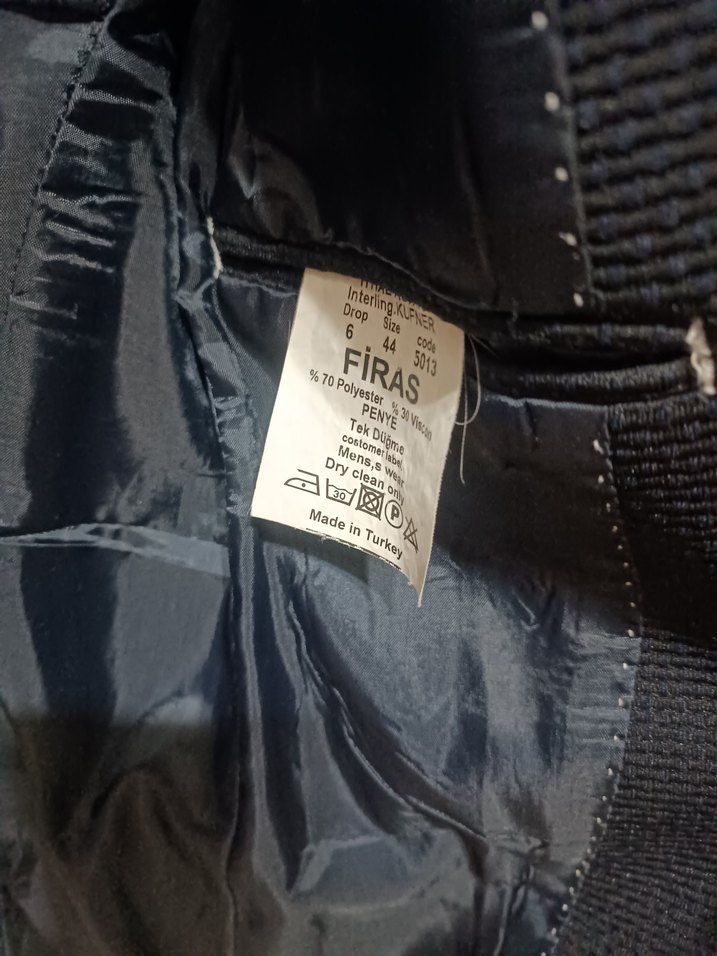 Interling.KUFNER
Drop Size code
6 44 5013
FİRAS
% 70 Polyester % 30 Viscon
PENYE
Tek Düğme
costomer label
Mens,s wear
Dry clean only
30 P
Made in Turkey